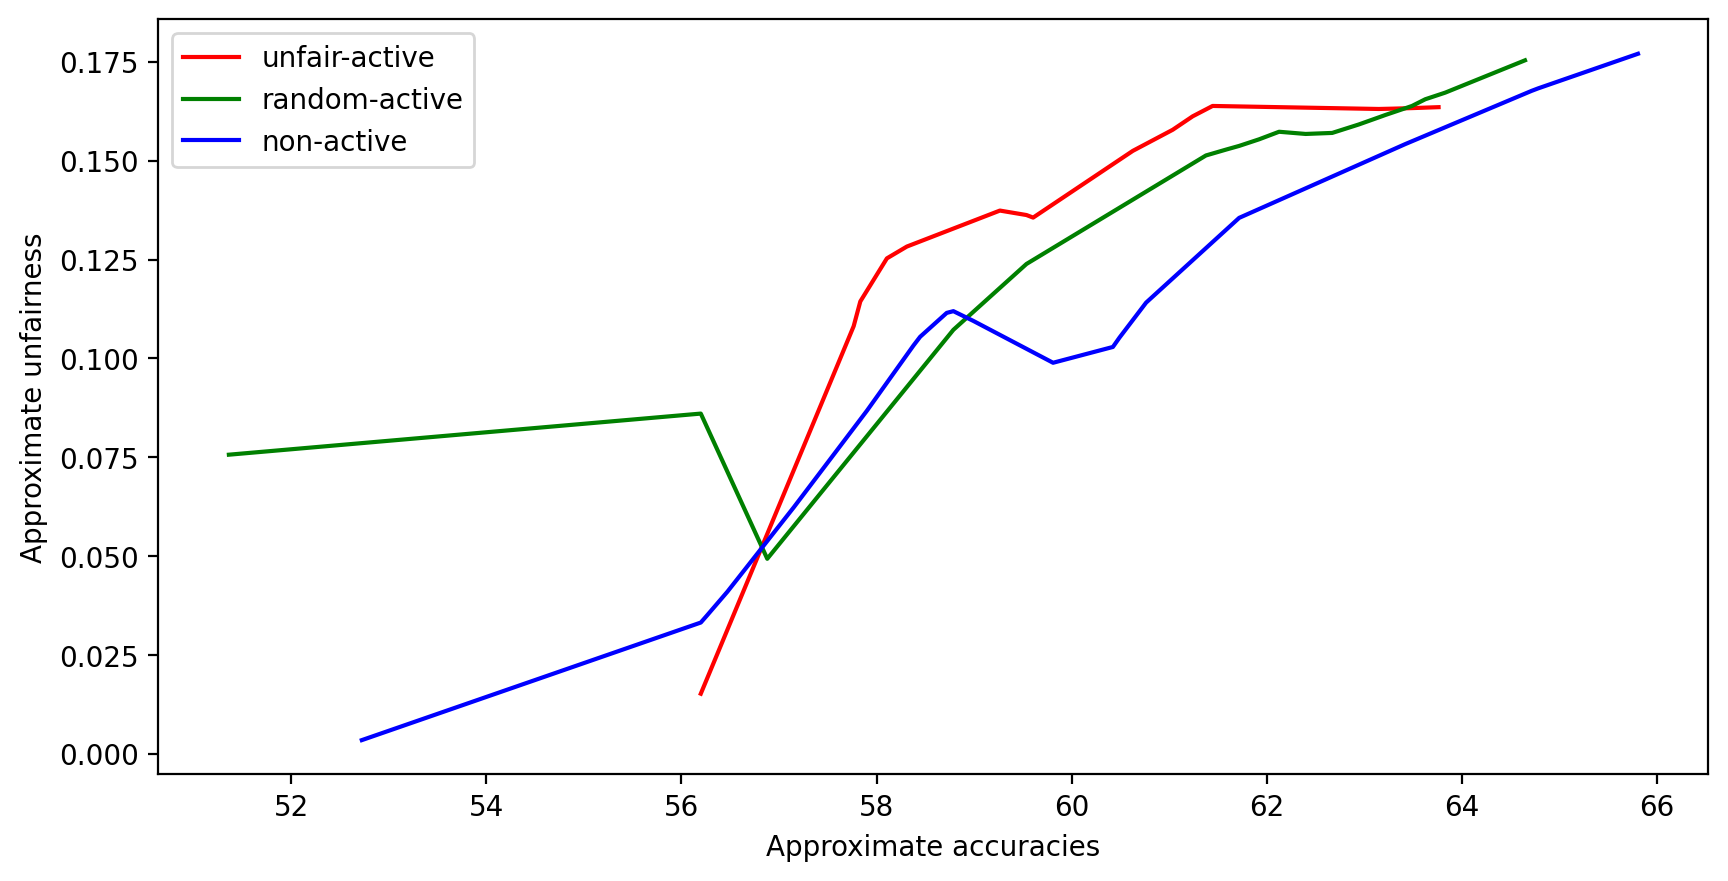 unfair-active
random-active
non-active
Approximate unfairness
0.175
0.150
0.125
0.100
0.075
0.050
0.025
0.000
52 54 56 58 60 62 64 66
Approximate accuracies